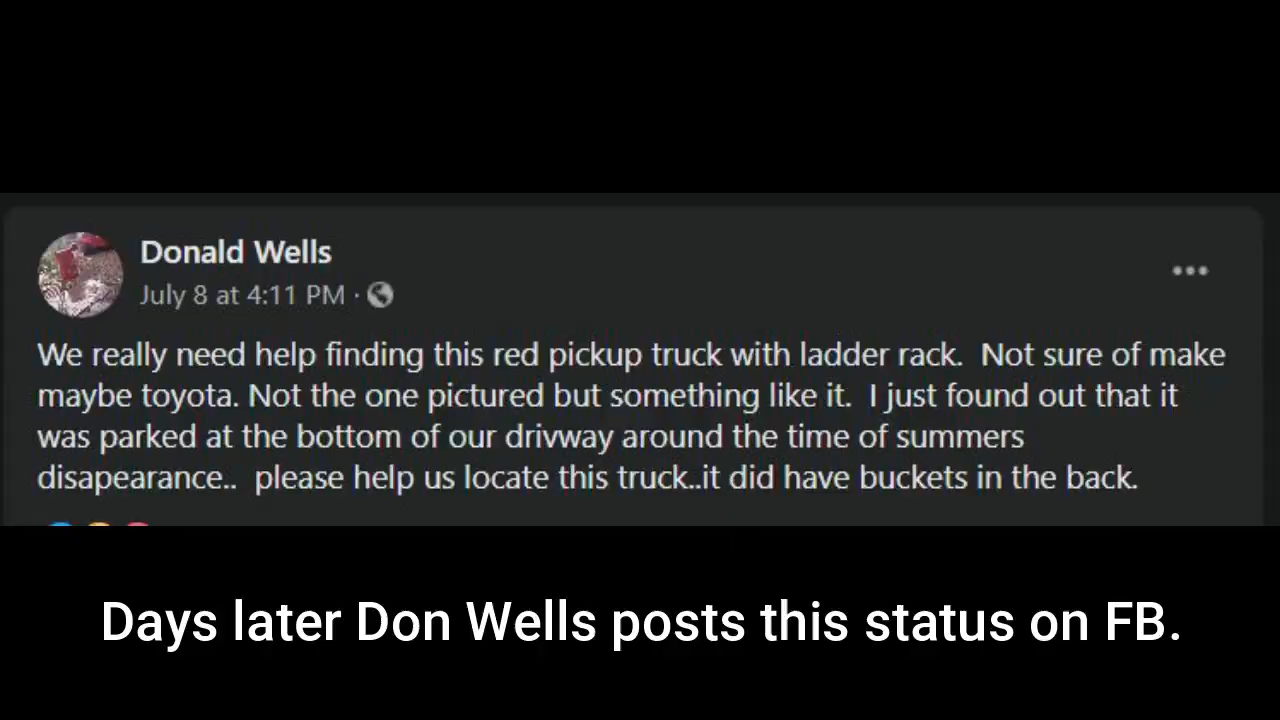 Donald Wells
July 8 at 4:11 PM ·
We really need help finding this red pickup truck with ladder rack.  Not sure of make
maybe toyota. Not the one pictured but something like it.  I just found out that it
was parked at the bottom of our drivway around the time of summers
disapearance..  please help us locate this truck..it did have buckets in the back.
Days later Don Wells posts this status on FB.